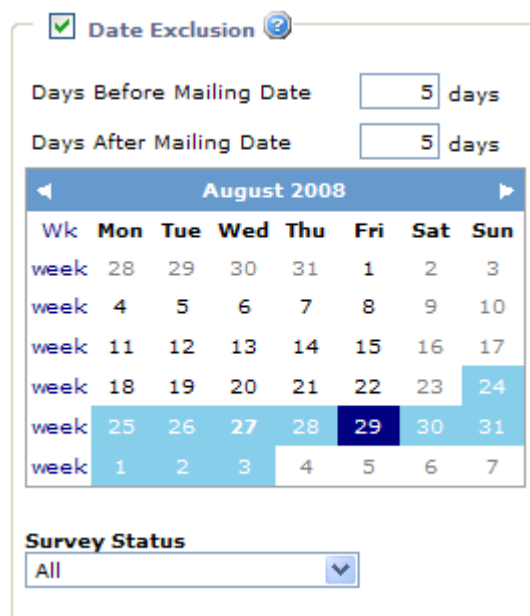 Date Exclusion ?
Days Before Mailing Date 5 days
Days After Mailing Date 5 days
August 2008
Wk Mon Tue Wed Thu Fri Sat Sun
week 28 29 30 31 1 2 3
week 4 5 6 7 8 9 10
week 11 12 13 14 15 16 17
week 18 19 20 21 22 23 24
week 25 26 27 28 29 30 31
week 1 2 3 4 5 6 7
Survey Status
All